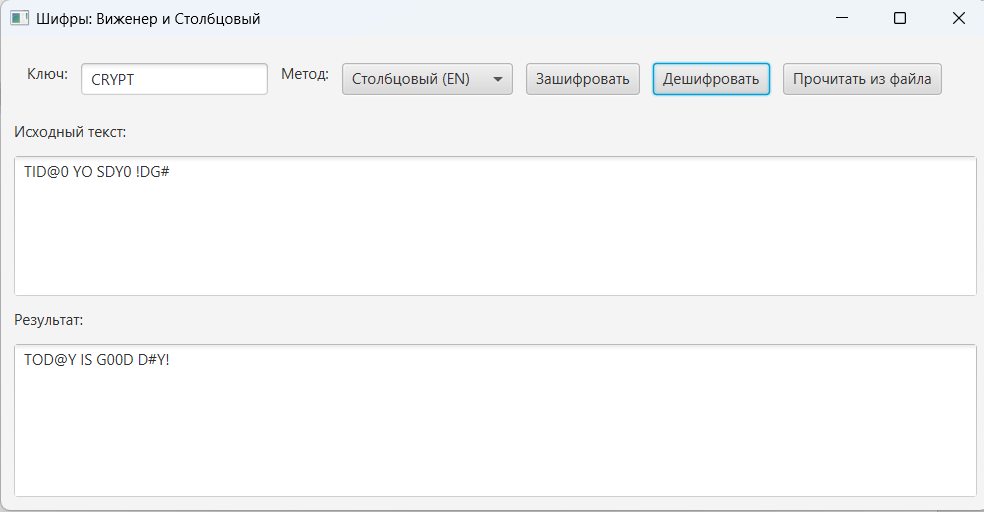 Шифры: Виженер и Столбцовый
Ключ: CRYPT Метод: Столбцовый (EN) Зашифровать Дешифровать Прочитать из файла
Исходный текст:
TID@0 YO SDY0 !DG#
Результат:
TOD@Y IS G00D D#Y!